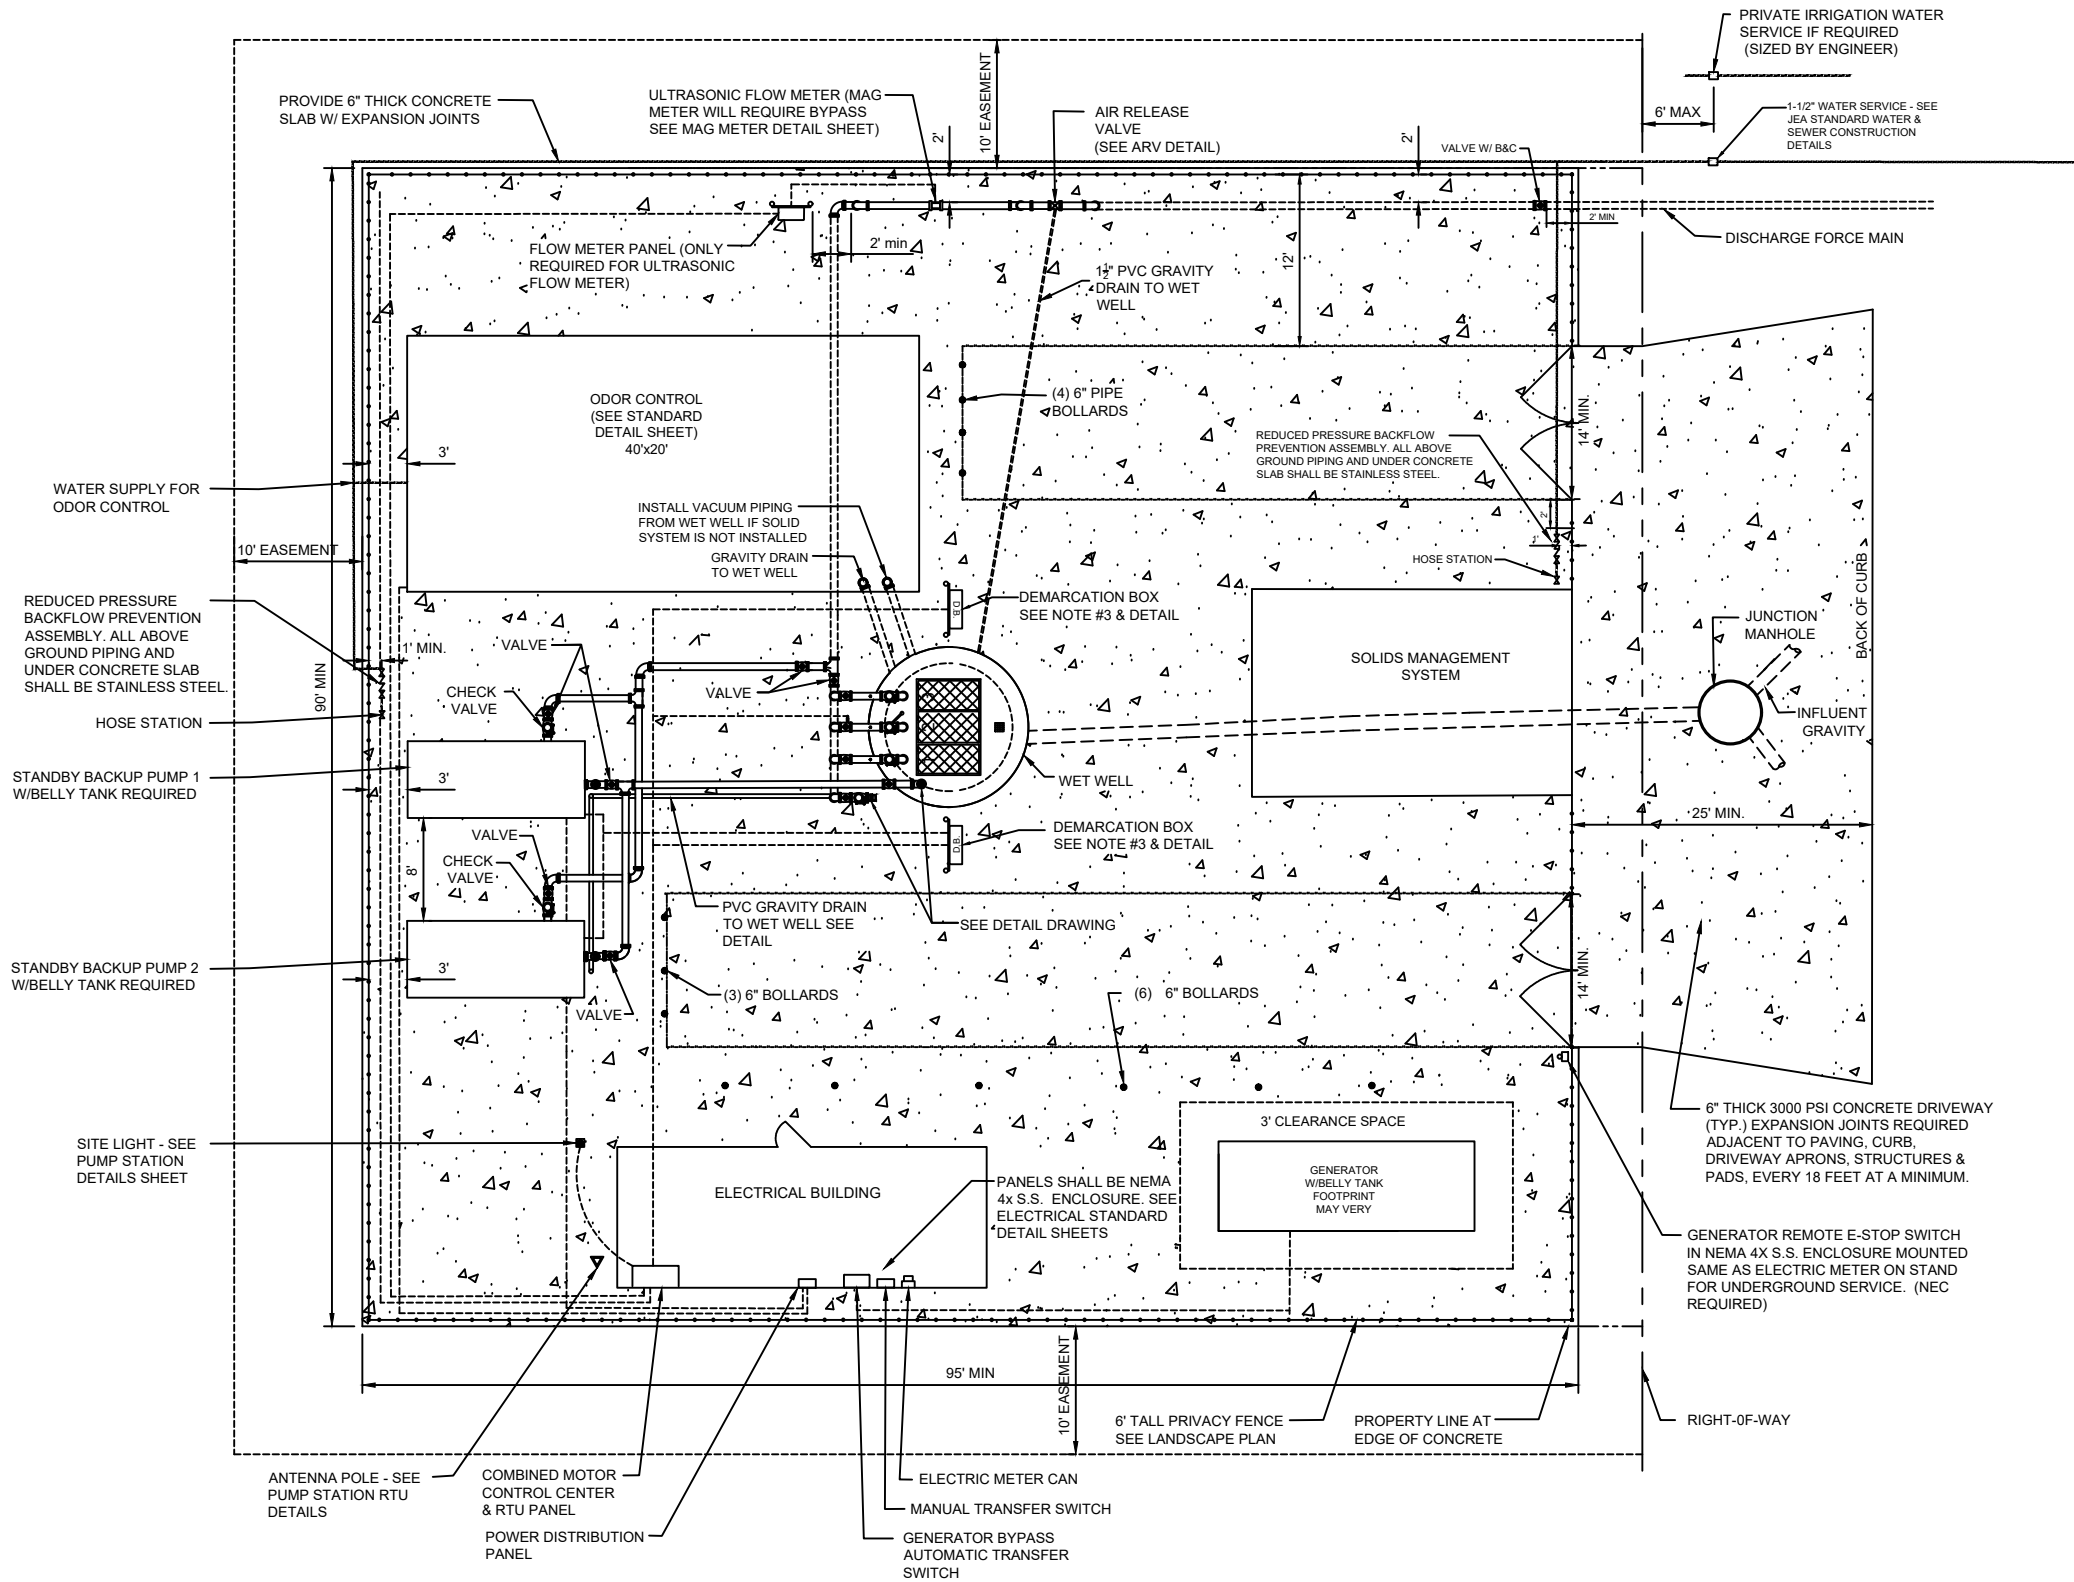 PRIVATE IRRIGATION WATER
SERVICE IF REQUIRED
(SIZED BY ENGINEER)
PROVIDE 6" THICK CONCRETE
SLAB W/ EXPANSION JOINTS
ULTRASONIC FLOW METER (MAG
METER WILL REQUIRE BYPASS
SEE MAG METER DETAIL SHEET)
10' EASEMENT
AIR RELEASE
VALVE
(SEE ARV DETAIL)
6' MAX
1-1/2" WATER SERVICE - SEE
JEA STANDARD WATER &
SEWER CONSTRUCTION
DETAILS
2'
2'
VALVE W/ B&C
2' MIN
DISCHARGE FORCE MAIN
FLOW METER PANEL (ONLY
REQUIRED FOR ULTRASONIC
FLOW METER)
2' min
12'
1½" PVC GRAVITY
DRAIN TO WET
WELL
ODOR CONTROL
(SEE STANDARD
DETAIL SHEET)
40'x20'
3'
(4) 6" PIPE
BOLLARDS
14' MIN.
REDUCED PRESSURE BACKFLOW
PREVENTION ASSEMBLY. ALL ABOVE
GROUND PIPING AND UNDER CONCRETE
SLAB SHALL BE STAINLESS STEEL.
WATER SUPPLY FOR
ODOR CONTROL
INSTALL VACUUM PIPING
FROM WET WELL IF SOLID
SYSTEM IS NOT INSTALLED
GRAVITY DRAIN
TO WET WELL
2'
1'
HOSE STATION
10' EASEMENT
BACK OF CURB
REDUCED PRESSURE
BACKFLOW PREVENTION
ASSEMBLY. ALL ABOVE
GROUND PIPING AND
UNDER CONCRETE SLAB
SHALL BE STAINLESS STEEL.
1' MIN.
90' MIN
VALVE
D.B.
DEMARCATION BOX
SEE NOTE #3 & DETAIL
JUNCTION
MANHOLE
SOLIDS MANAGEMENT
SYSTEM
CHECK
VALVE
VALVE
HOSE STATION
INFLUENT
GRAVITY
STANDBY BACKUP PUMP 1
W/BELLY TANK REQUIRED
3'
WET WELL
25' MIN.
VALVE
CHECK
VALVE
8'
D.B.
DEMARCATION BOX
SEE NOTE #3 & DETAIL
PVC GRAVITY DRAIN
TO WET WELL SEE
DETAIL
SEE DETAIL DRAWING
STANDBY BACKUP PUMP 2
W/BELLY TANK REQUIRED
3'
VALVE
(3) 6" BOLLARDS
(6) 6" BOLLARDS
14' MIN.
6" THICK 3000 PSI CONCRETE DRIVEWAY
(TYP.) EXPANSION JOINTS REQUIRED
ADJACENT TO PAVING, CURB,
DRIVEWAY APRONS, STRUCTURES &
PADS, EVERY 18 FEET AT A MINIMUM.
SITE LIGHT - SEE
PUMP STATION
DETAILS SHEET
3' CLEARANCE SPACE
GENERATOR
W/BELLY TANK
FOOTPRINT
MAY VERY
ELECTRICAL BUILDING
PANELS SHALL BE NEMA
4x S.S. ENCLOSURE. SEE
ELECTRICAL STANDARD
DETAIL SHEETS
GENERATOR REMOTE E-STOP SWITCH
IN NEMA 4X S.S. ENCLOSURE MOUNTED
SAME AS ELECTRIC METER ON STAND
FOR UNDERGROUND SERVICE. (NEC
REQUIRED)
95' MIN
10' EASEMENT
6' TALL PRIVACY FENCE
SEE LANDSCAPE PLAN
PROPERTY LINE AT
EDGE OF CONCRETE
RIGHT-0F-WAY
ANTENNA POLE - SEE
PUMP STATION RTU
DETAILS
COMBINED MOTOR
CONTROL CENTER
& RTU PANEL
ELECTRIC METER CAN
MANUAL TRANSFER SWITCH
POWER DISTRIBUTION
PANEL
GENERATOR BYPASS
AUTOMATIC TRANSFER
SWITCH